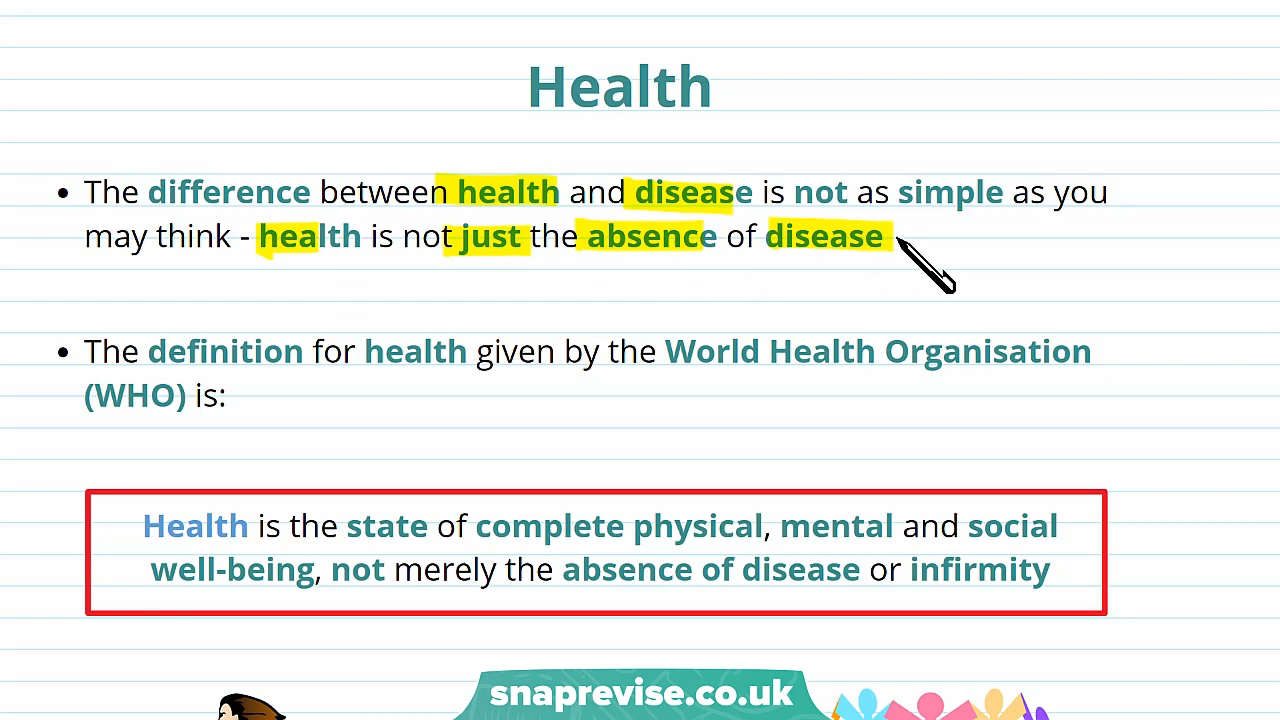 Health
• The difference between health and disease is not as simple as you
may think - health is not just the absence of disease
• The definition for health given by the World Health Organisation
(WHO) is:
Health is the state of complete physical, mental and social
well-being, not merely the absence of disease or infirmity
snaprevise.co.uk